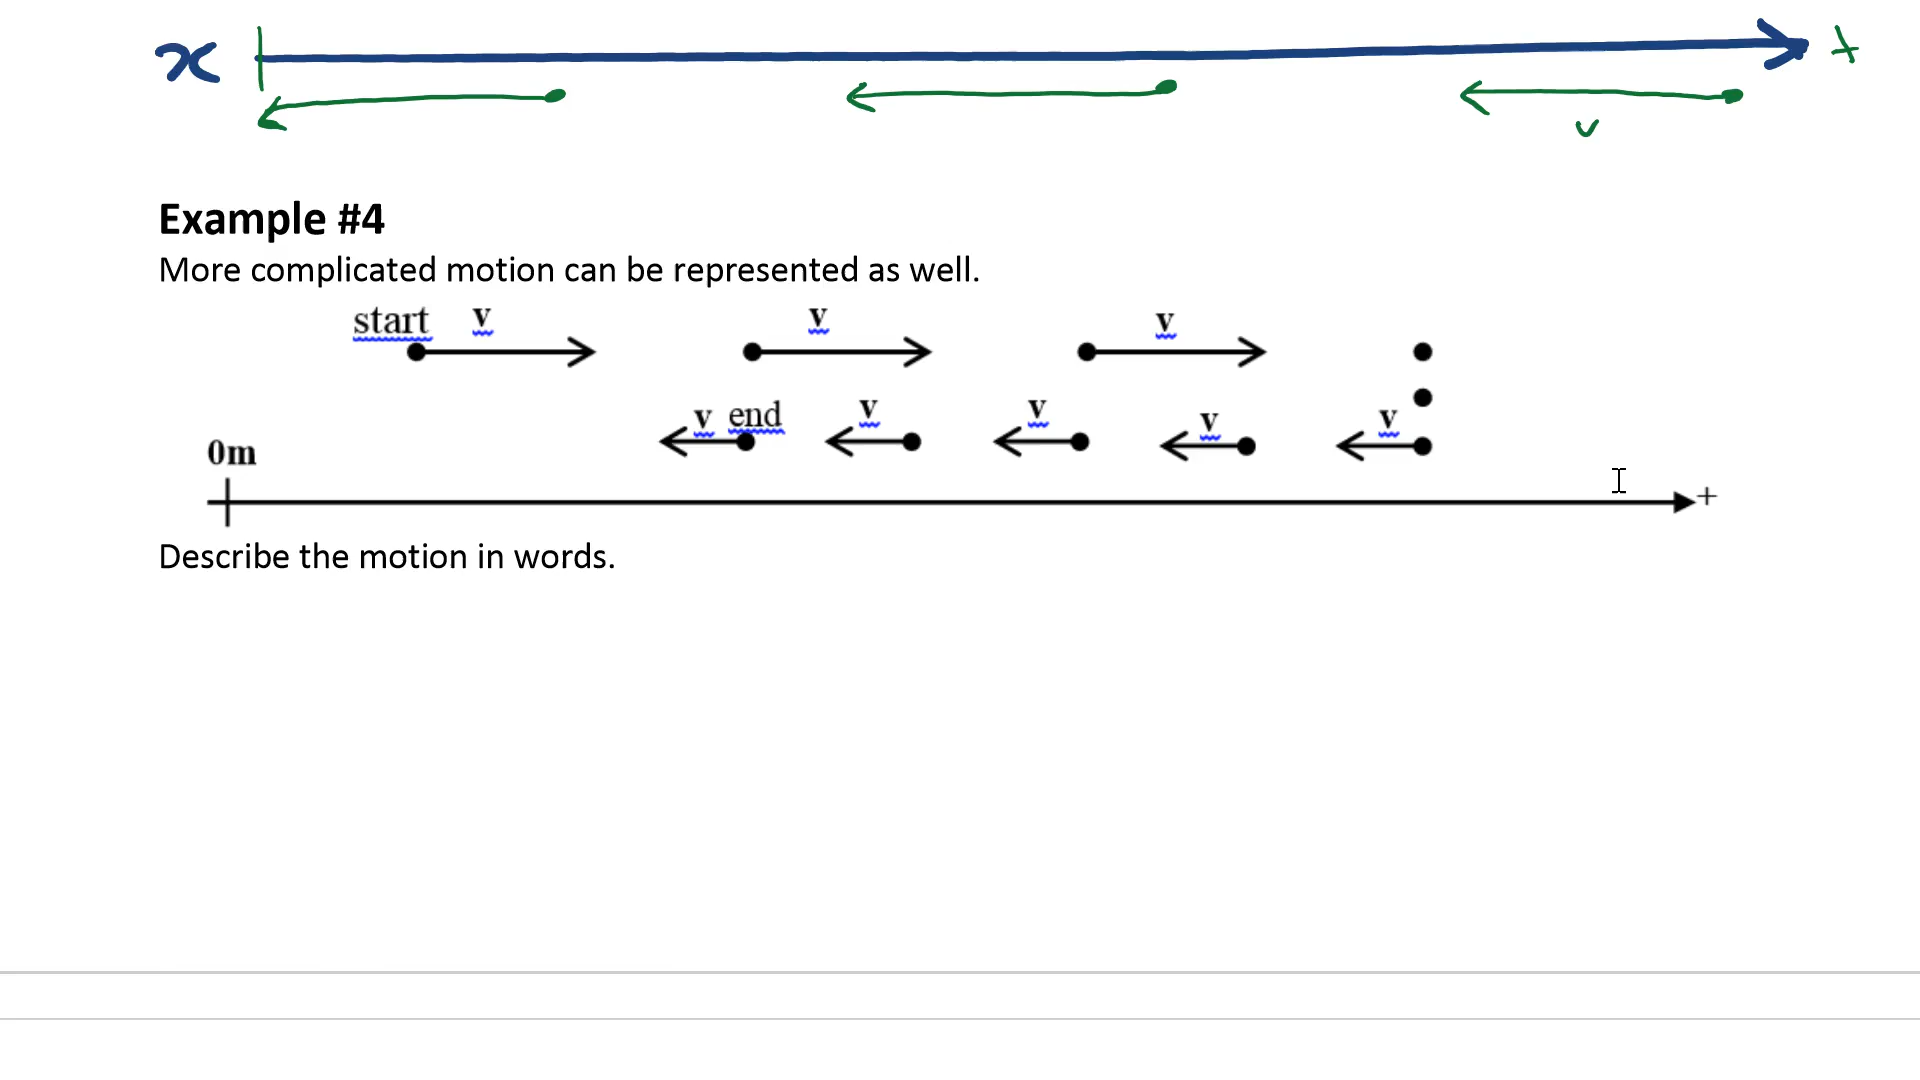 x +
v
Example #4
More complicated motion can be represented as well.
start v v v
v end v v v v
0m
+
Describe the motion in words.